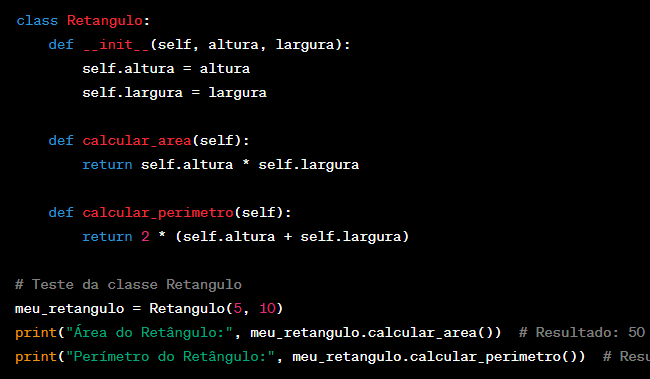 class Retangulo:
    def __init__(self, altura, largura):
        self.altura = altura
        self.largura = largura
    def calcular_area(self):
        return self.altura * self.largura
    def calcular_perimetro(self):
        return 2 * (self.altura + self.largura)
# Teste da classe Retangulo
meu_retangulo = Retangulo(5, 10)
print("Área do Retângulo:", meu_retangulo.calcular_area())  # Resultado: 50
print("Perímetro do Retângulo:", meu_retangulo.calcular_perimetro())  # Resu